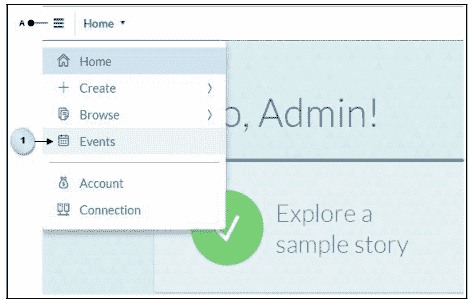 A
Home
Home
Create
Browse
1
Events
Account
Connection
o, Admin!
Explore a
sample story